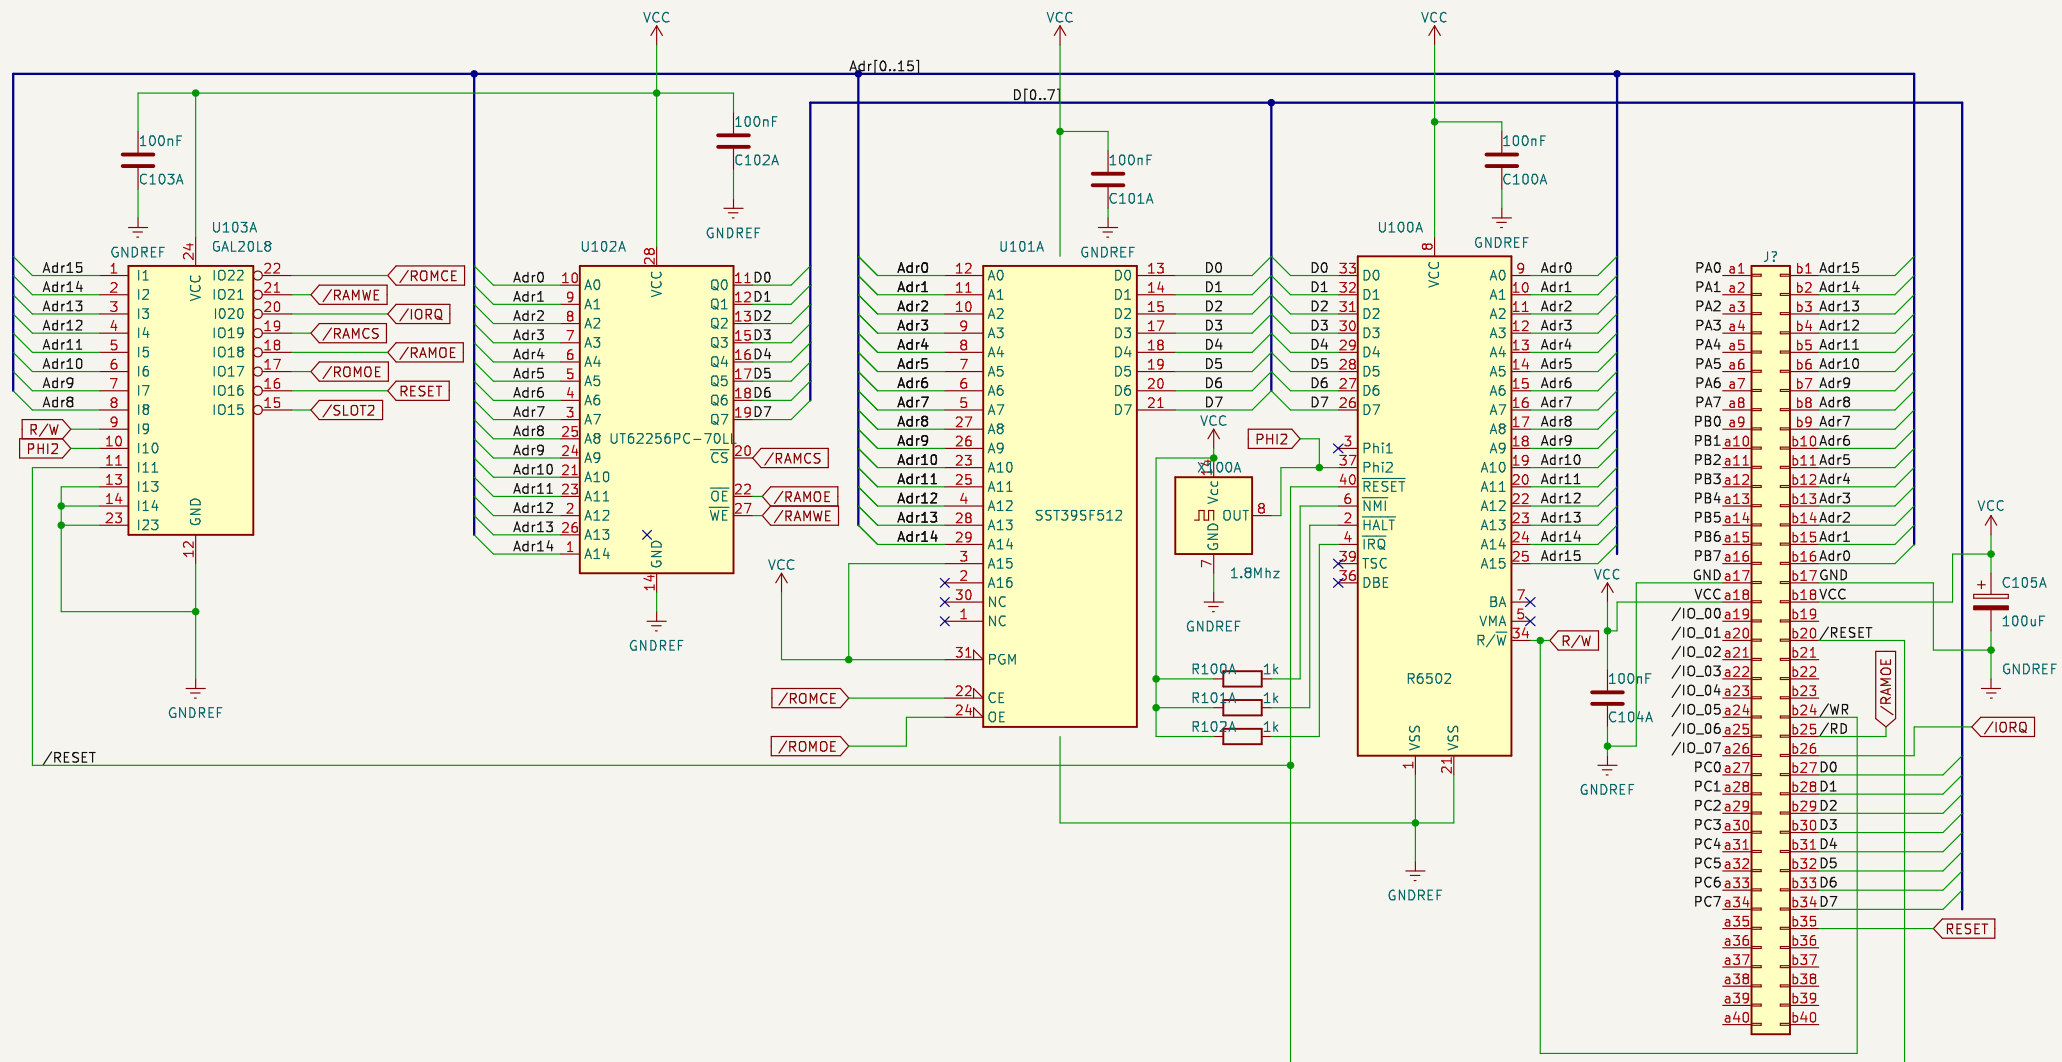 VCC
VCC
VCC
Adr[0..15]
D[0..7]
100nF
C103A
GNDREF
100nF
C102A
GNDREF
100nF
C101A
GNDREF
100nF
C100A
GNDREF
U103A
GAL20L8
24
VCC
Adr15 1 I1 IO22 22 /ROMCE
Adr14 2 I2 IO21 21 /RAMWE
Adr13 3 I3 IO20 20 /IORQ
Adr12 4 I4 IO19 19 /RAMCS
Adr11 5 I5 IO18 18 /RAMOE
Adr10 6 I6 IO17 17 /ROMOE
Adr9 7 I7 IO16 16 RESET
Adr8 8 I8 IO15 15 /SLOT2
R/W 9 I9
PHI2 10 I10
11 I11
13 I13
14 I14
23 I23
GND
12
GNDREF
/RESET
U102A
28
VCC
Adr0 10 A0 Q0 11 D0
Adr1 9 A1 Q1 12 D1
Adr2 8 A2 Q2 13 D2
Adr3 7 A3 Q3 15 D3
Adr4 6 A4 Q4 16 D4
Adr5 5 A5 Q5 17 D5
Adr6 4 A6 Q6 18 D6
Adr7 3 A7 Q7 19 D7
Adr8 25 A8 UT62256PC-70LL
Adr9 24 A9 CS 20 /RAMCS
Adr10 21 A10
Adr11 23 A11 OE 22 /RAMOE
Adr12 2 A12 WE 27 /RAMWE
Adr13 26 A13
Adr14 1 A14
GND
14
GNDREF
U101A
Adr0 12 A0 D0 13 D0
Adr1 11 A1 D1 14 D1
Adr2 10 A2 D2 15 D2
Adr3 9 A3 D3 17 D3
Adr4 8 A4 D4 18 D4
Adr5 7 A5 D5 19 D5
Adr6 6 A6 D6 20 D6
Adr7 5 A7 D7 21 D7
Adr8 27 A8
Adr9 26 A9
Adr10 23 A10
Adr11 25 A11
Adr12 4 A12
Adr13 28 A13
Adr14 29 A14
SST39SF512
3 A15
2 A16
30 NC
1 NC
VCC
31 PGM
/ROMCE 22 CE
/ROMOE 24 OE
VCC
X100A
14
Vcc
OUT 8
GND
7
1.8Mhz
GNDREF
R100A 1k
R101A 1k
R102A 1k
PHI2
U100A
8
VCC
D0 33 D0 A0 9 Adr0
D1 32 D1 A1 10 Adr1
D2 31 D2 A2 11 Adr2
D3 30 D3 A3 12 Adr3
D4 29 D4 A4 13 Adr4
D5 28 D5 A5 14 Adr5
D6 27 D6 A6 15 Adr6
D7 26 D7 A7 16 Adr7
A8 17 Adr8
3 Phi1 A9 18 Adr9
37 Phi2 A10 19 Adr10
40 RESET A11 20 Adr11
6 NMI A12 22 Adr12
2 HALT A13 23 Adr13
4 IRQ A14 24 Adr14
39 TSC A15 25 Adr15
36 DBE
BA 7
VMA 5
R/W 34 R/W
R6502
VSS VSS
1 21
GNDREF
VCC
100nF
C104A
GNDREF
J?
PA0 a1 b1 Adr15
PA1 a2 b2 Adr14
PA2 a3 b3 Adr13
PA3 a4 b4 Adr12
PA4 a5 b5 Adr11
PA5 a6 b6 Adr10
PA6 a7 b7 Adr9
PA7 a8 b8 Adr8
PB0 a9 b9 Adr7
PB1 a10 b10 Adr6
PB2 a11 b11 Adr5
PB3 a12 b12 Adr4
PB4 a13 b13 Adr3
PB5 a14 b14 Adr2
PB6 a15 b15 Adr1
PB7 a16 b16 Adr0
GND a17 b17 GND
VCC a18 b18 VCC
/IO_00 a19 b19
/IO_01 a20 b20 /RESET
/IO_02 a21 b21
/IO_03 a22 b22
/IO_04 a23 b23
/IO_05 a24 b24 /WR
/IO_06 a25 b25 /RD
/IO_07 a26 b26
PC0 a27 b27 D0
PC1 a28 b28 D1
PC2 a29 b29 D2
PC3 a30 b30 D3
PC4 a31 b31 D4
PC5 a32 b32 D5
PC6 a33 b33 D6
PC7 a34 b34 D7
a35 b35 RESET
a36 b36
a37 b37
a38 b38
a39 b39
a40 b40
/RAMOE
/IORQ
VCC
+
C105A
100uF
GNDREF